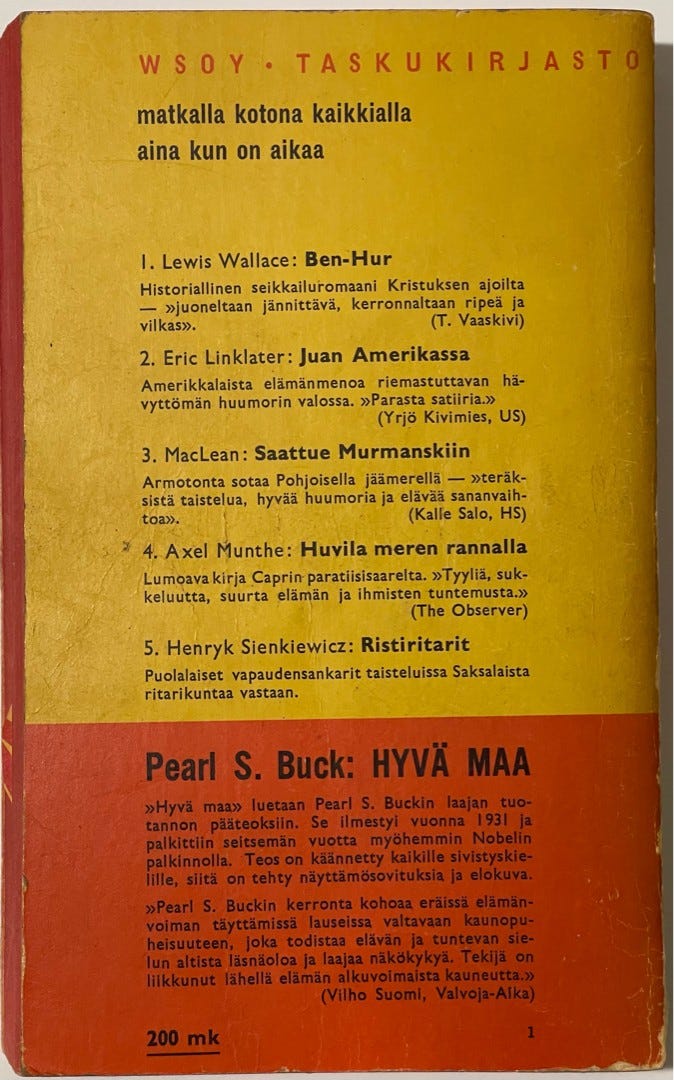 WSOY • TASKUKIRJASTO
matkalla kotona kaikkialla
aina kun on aikaa
1. Lewis Wallace: Ben-Hur
Historiallinen seikkailuromaani Kristuksen ajoilta
— »juoneltaan jännittävä, kerronnaltaan ripeä ja
vilkas». (T. Vaaskivi)
2. Eric Linklater: Juan Amerikassa
Amerikkalaista elämänmenoa riemastuttavan hä-
vyttömän huumorin valossa. »Parasta satiiria.»
(Yrjö Kivimies, US)
3. MacLean: Saattue Murmanskiin
Armotonta sotaa Pohjoisella jäämerellä — »teräk-
sistä taistelua, hyvää huumoria ja elävää sananvaih-
toa». (Kalle Salo, HS)
4. Axel Munthe: Huvila meren rannalla
Lumoava kirja Caprin paratiisisaarelta. »Tyyliä, suk-
keluutta, suurta elämän ja ihmisten tuntemusta.»
(The Observer)
5. Henryk Sienkiewicz: Ristiritarit
Puolalaiset vapaudensankarit taisteluissa Saksalaista
ritarikuntaa vastaan.
Pearl S. Buck: HYVÄ MAA
»Hyvä maa» luetaan Pearl S. Buckin laajan tuo-
tannon pääteoksiin. Se ilmestyi vuonna 1931 ja
palkittiin seitsemän vuotta myöhemmin Nobelin
palkinnolla. Teos on käännetty kaikille sivistyskie-
lille, siitä on tehty näyttämösovituksia ja elokuva.
»Pearl S. Buckin kerronta kohoaa eräissä elämän-
voiman täyttämissä lauseissa valtavaan kaunopu-
heisuuteen, joka todistaa elävän ja tuntevan sie-
lun altista läsnäoloa ja laajaa näkökykyä. Tekijä on
liikkunut lähellä elämän alkuvoimaista kauneutta.»
(Vilho Suomi, Valvoja-Aika)
200 mk 1